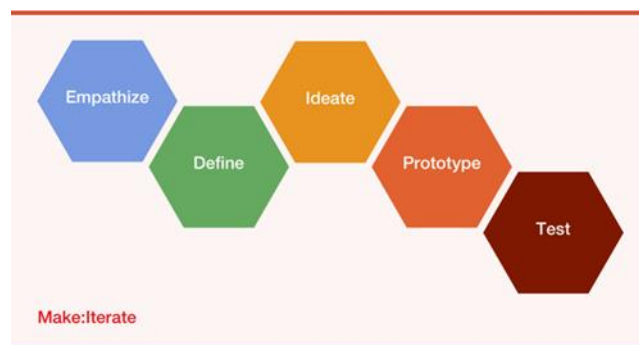 Empathize
Define
Ideate
Prototype
Test
Make:Iterate